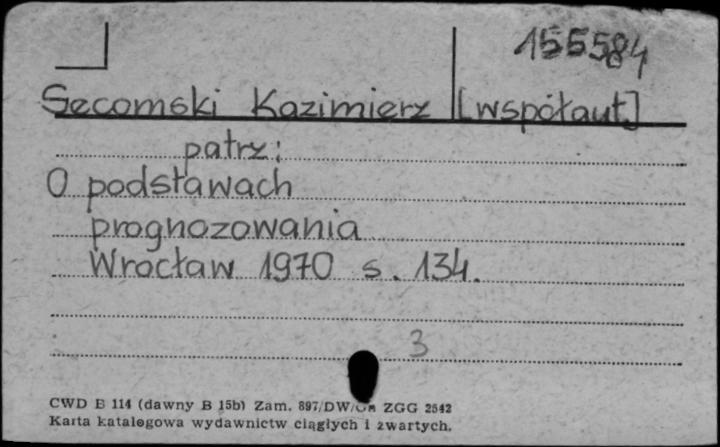 155584
Secomski Kazimierz [współaut.]
patrz:
O podstawach
prognozowania
Wrocław 1970 s. 134.
3
CWD B 114 (dawny B 15b) Zam. 897/DW/ ZGG 2542
Karta katalogowa wydawnictw ciągłych i zwartych.